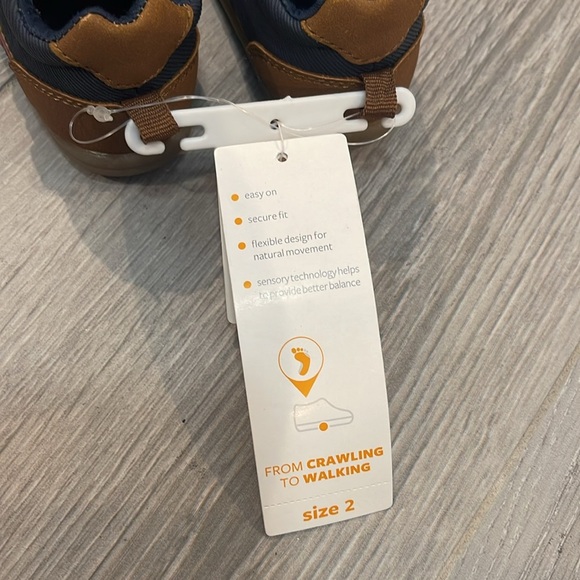 easy on
secure fit
flexible design for
natural movement
sensory technology helps
to provide better balance
FROM CRAWLING
TO WALKING
size 2